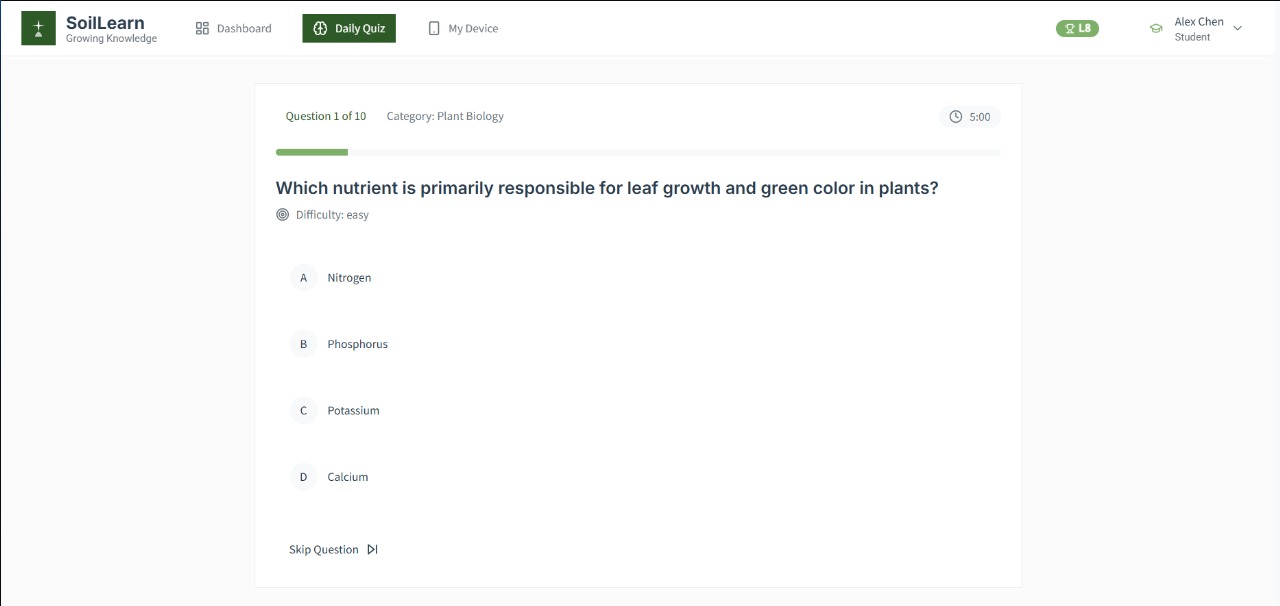 SoilLearn
Growing Knowledge
Dashboard
Daily Quiz
My Device
L8
Alex Chen
Student
Question 1 of 10
Category: Plant Biology
5:00
Which nutrient is primarily responsible for leaf growth and green color in plants?
Difficulty: easy
A Nitrogen
B Phosphorus
C Potassium
D Calcium
Skip Question